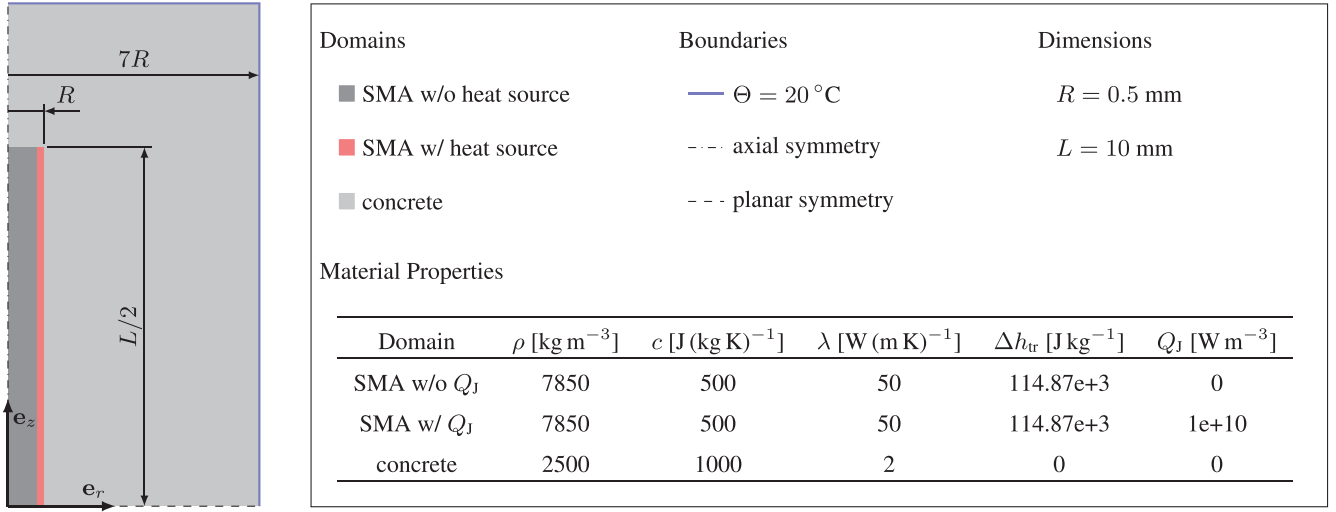 7R
R
L/2
e_z
e_r
Domains Boundaries Dimensions
SMA w/o heat source Θ = 20 °C R = 0.5 mm
SMA w/ heat source axial symmetry L = 10 mm
concrete planar symmetry
Material Properties
Domain ρ [kg m⁻³] c [J (kg K)⁻¹] λ [W (m K)⁻¹] Δh_tr [J kg⁻¹] Q_J [W m⁻³]
SMA w/o Q_J 7850 500 50 114.87e+3 0
SMA w/ Q_J 7850 500 50 114.87e+3 1e+10
concrete 2500 1000 2 0 0